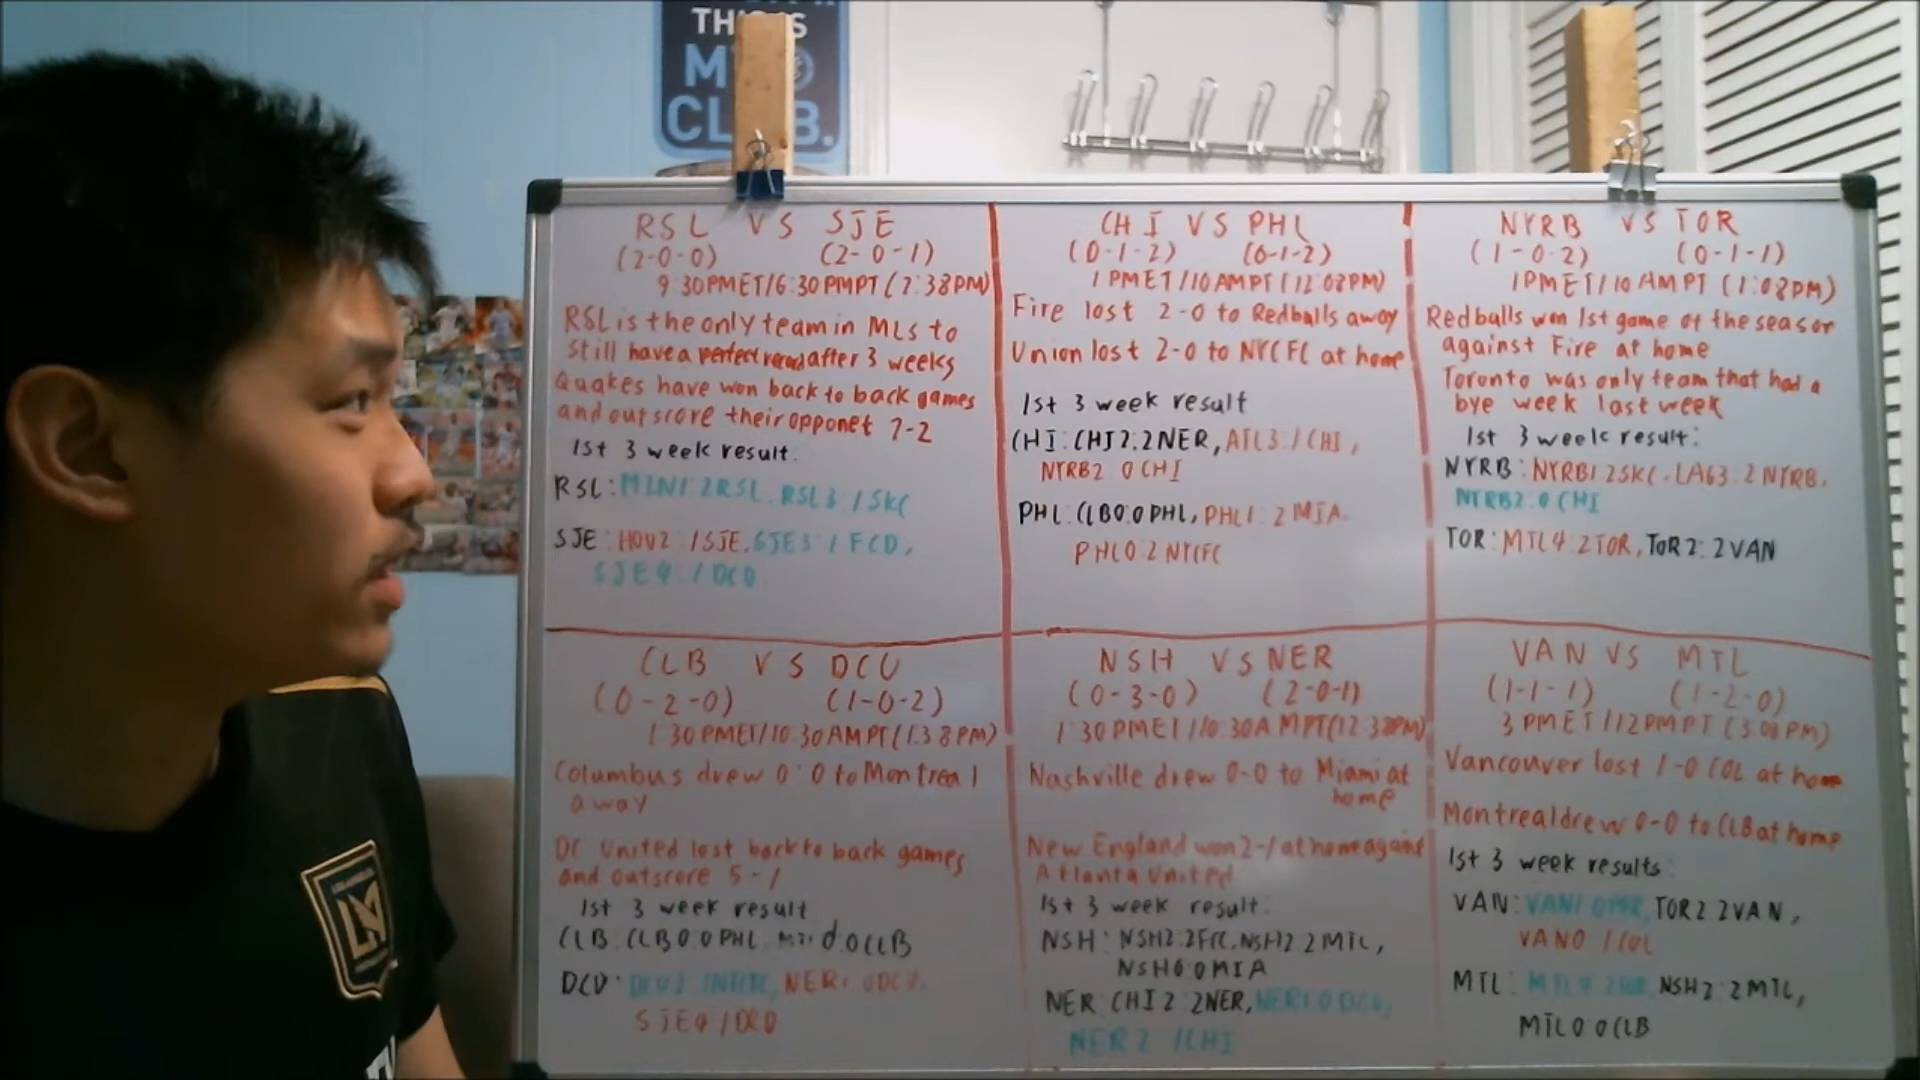 THIS IS
MY
CLUB.
RSL VS SJE
(2-0-0) (2-0-1)
9:30PMET/6:30PMPT(7:38PM)
RSL is the only team in MLS to
still have a perfect after 3 weeks
Quakes have won back to back games
and outscore their opponet 7-2
1st 3 week result:
RSL: MIN1:2RSL, RSL3:1SKC
SJE: HOU2:1SJE, SJE3:1FCD,
SJE4:1DCU
CHI VS PHL
(0-1-2) (0-1-2)
1PMET/10AMPT(12:08PM)
Fire lost 2-0 to Redbulls away
Union lost 2-0 to NYCFC at home
1st 3 week result
CHI: CHI2:2NER, ATL3:1CHI,
NYRB2:0CHI
PHL: CLB0:0PHL, PHL1:2MIA
PHL0:2NYCFC
NYRB VS TOR
(1-0-2) (0-1-1)
1PMET/10AMPT (1:08PM)
Redbulls won 1st game of the season
against Fire at home
Toronto was only team that had a
bye week last week
1st 3 week result:
NYRB: NYRB1:2SKC, LAG3:2NYRB,
NYRB2:0CHI
TOR: MTL4:2TOR, TOR2:2VAN
CLB VS DCU
(0-2-0) (1-0-2)
1:30PMET/10:30AMPT(1:38PM)
Columbus drew 0:0 to Montreal
away
DC United lost back to back games
and outscore 5-1
1st 3 week result
CLB: CLB0:0PHL, MTL0:0CLB
DCU: NER1:0DCU,
SJE4:1DCU
NSH VS NER
(0-3-0) (2-0-1)
1:30PMET/10:30AMPT(12:38PM)
Nashville drew 0-0 to Miami at
home
New England won 2-1 at home against
Atlanta United
1st 3 week result:
NSH: NSH2:2FCC, NSH2:2MTL,
NSH0:0MIA
NER: CHI2:2NER, NER1:0DCU,
NER2:1CHI
VAN VS MTL
(1-1-1) (1-2-0)
3PMET/12PMPT (3:08PM)
Vancouver lost 1-0 COL at home
Montreal drew 0-0 to CLB at home
1st 3 week results:
VAN: VAN1:0POR, TOR2:2VAN,
VAN0:1COL
MTL: MTL4:2TOR, NSH2:2MTL,
MTL0:0CLB